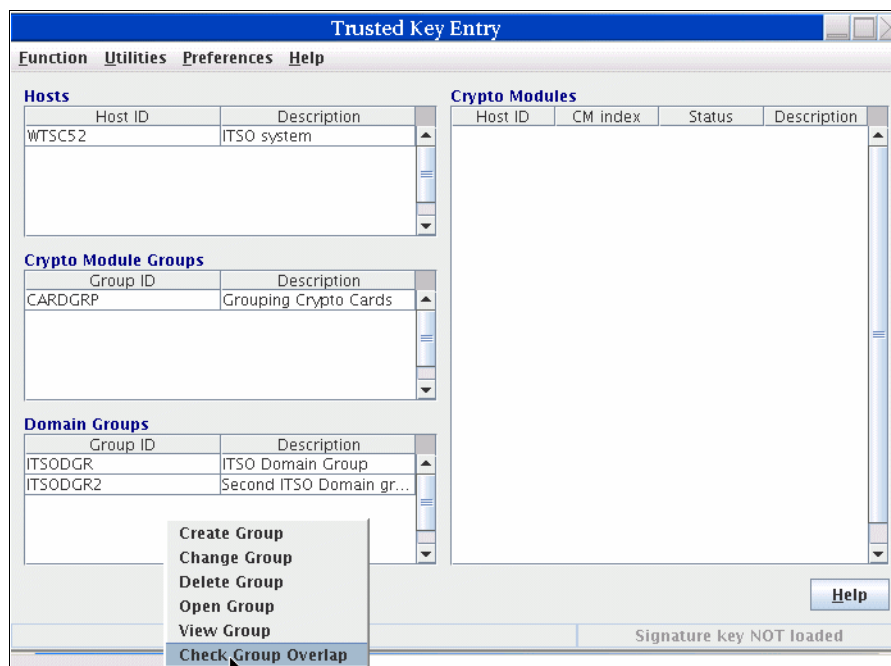 Trusted Key Entry
Function Utilities Preferences Help
Hosts
Host ID Description
WTSC52 ITSO system
Crypto Module Groups
Group ID Description
CARDGRP Grouping Crypto Cards
Domain Groups
Group ID Description
ITSODGR ITSO Domain Group
ITSODGR2 Second ITSO Domain gr...
Create Group
Change Group
Delete Group
Open Group
View Group
Check Group Overlap
Crypto Modules
Host ID CM index Status Description
Help
Signature key NOT loaded